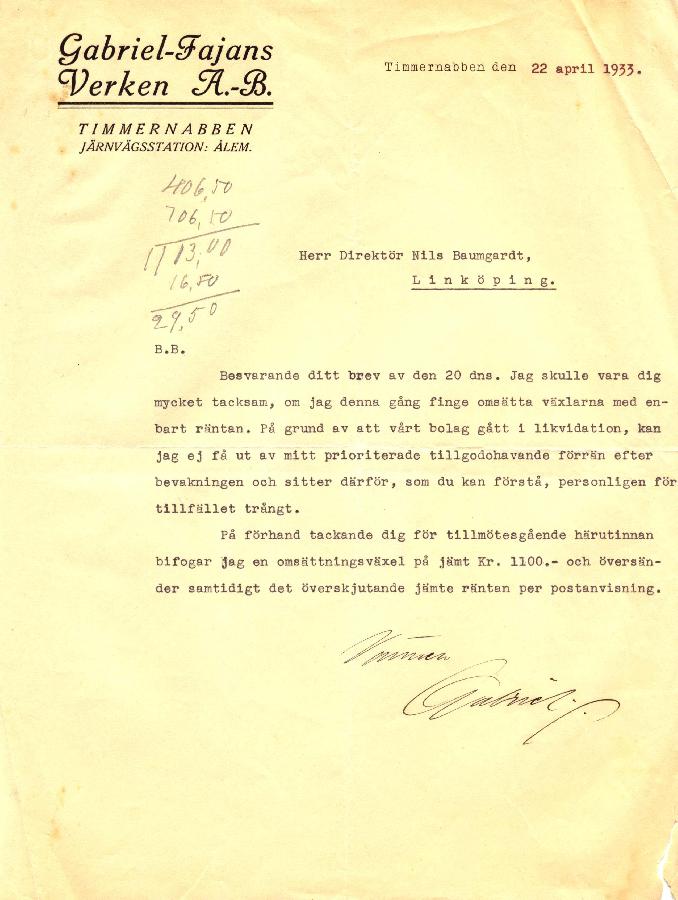 Gabriel-Fajans
Verken A.-B.
TIMMERNABBEN
JÄRNVÄGSSTATION: ÅLEM.
Timmernabben den 22 april 1933.
406,50
706,50
1113,00
16,50
29,50
Herr Direktör Nils Baumgardt,
Linköping.
B.B.
Besvarande ditt brev av den 20 dns. Jag skulle vara dig
mycket tacksam, om jag denna gång finge omsätta växlarna med en-
bart räntan. På grund av att vårt bolag gått i likvidation, kan
jag ej få ut av mitt prioriterade tillgodohavande förrän efter
bevakningen och sitter därför, som du kan förstå, personligen för
tillfället trångt.
På förhand tackande dig för tillmötesgående härutinnan
bifogar jag en omsättningsväxel på jämt Kr. 1100.- och översän-
der samtidigt det överskjutande jämte räntan per postanvisning.
Vännen
Gabriel.